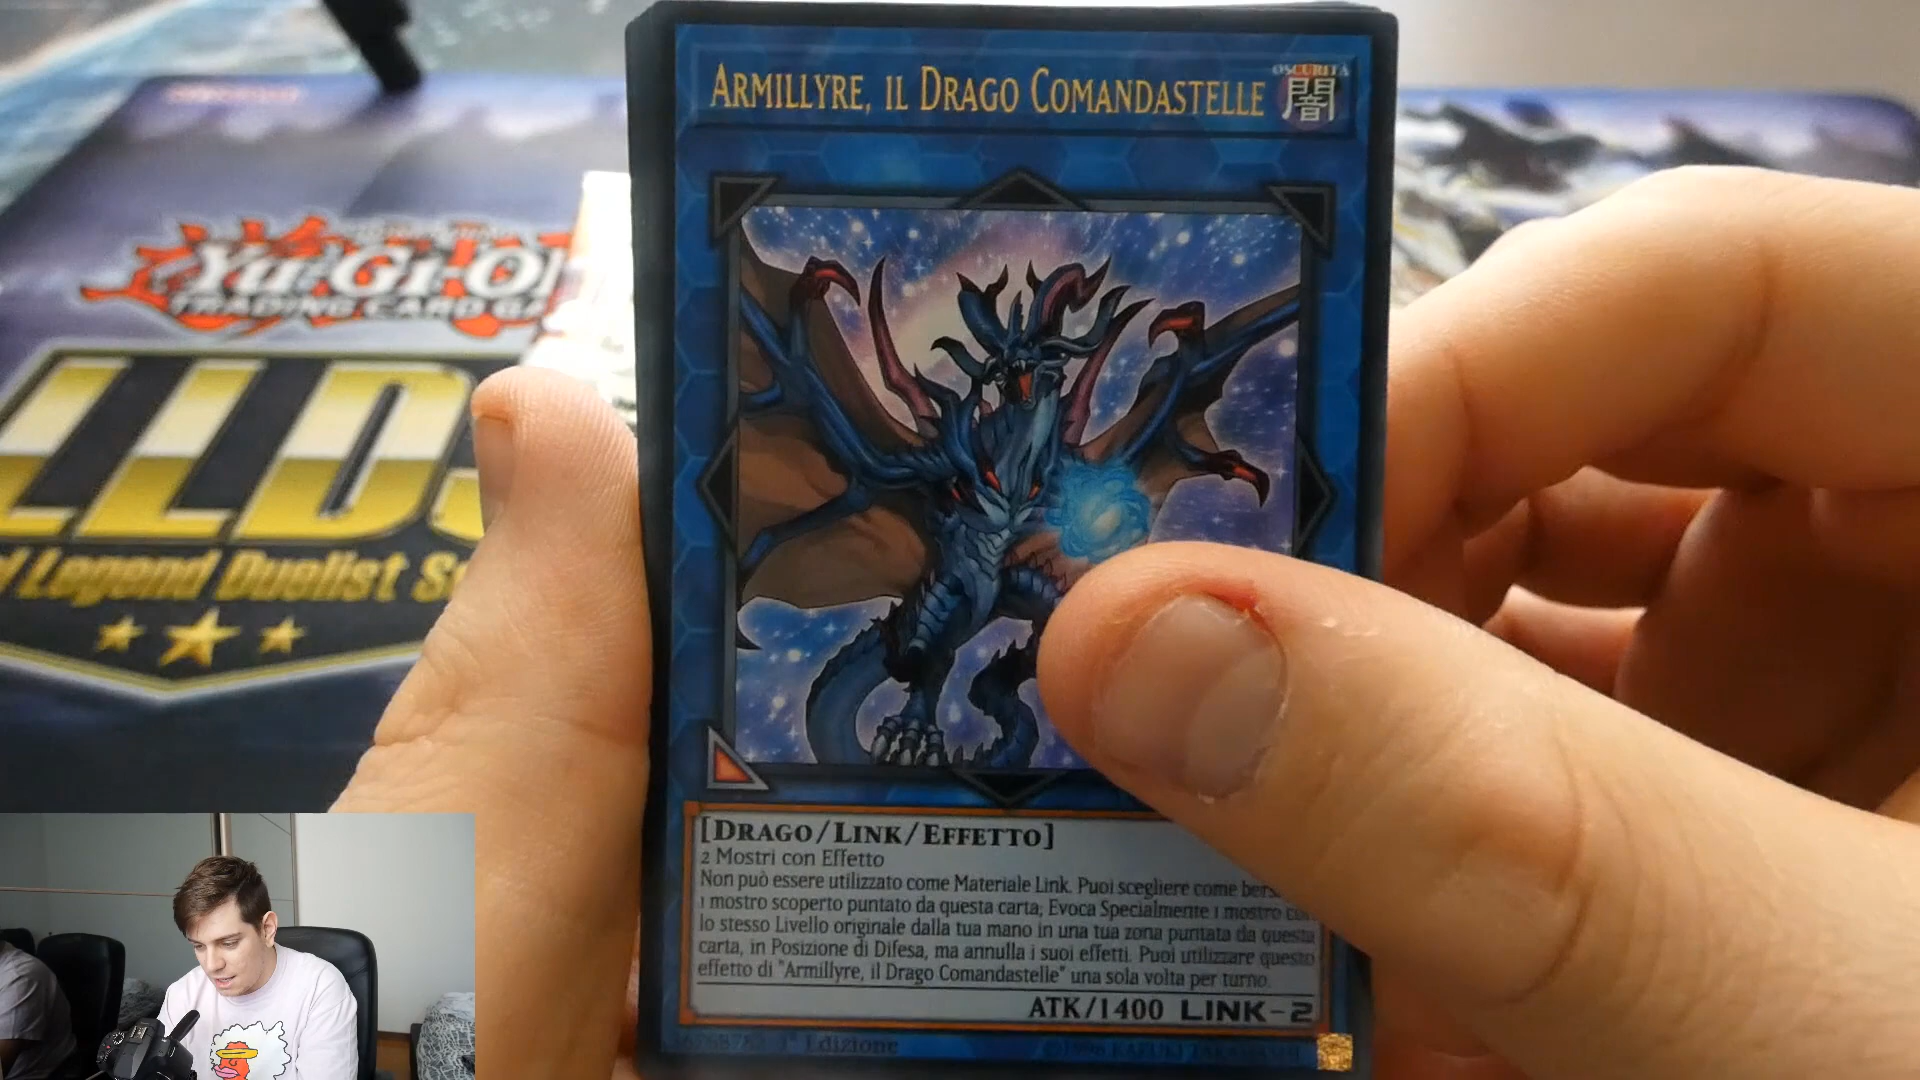 ARMILLYRE, IL DRAGO COMANDASTELLE
OSCURITÀ
闇
Yu-Gi-O
TRADING CARD GA
LLDS
Legend Duelist S
[DRAGO/LINK/EFFETTO]
2 Mostri con Effetto
Non può essere utilizzato come Materiale Link. Puoi scegliere come bers
1 mostro scoperto puntato da questa carta; Evoca Specialmente 1 mostro con
lo stesso Livello originale dalla tua mano in una tua zona puntata da questa
carta, in Posizione di Difesa, ma annulla i suoi effetti. Puoi utilizzare questo
effetto di "Armillyre, il Drago Comandastelle" una sola volta per turno.
ATK/1400 LINK-2
1ª Edizione
©1996 KAZUKI TAKAHASHI